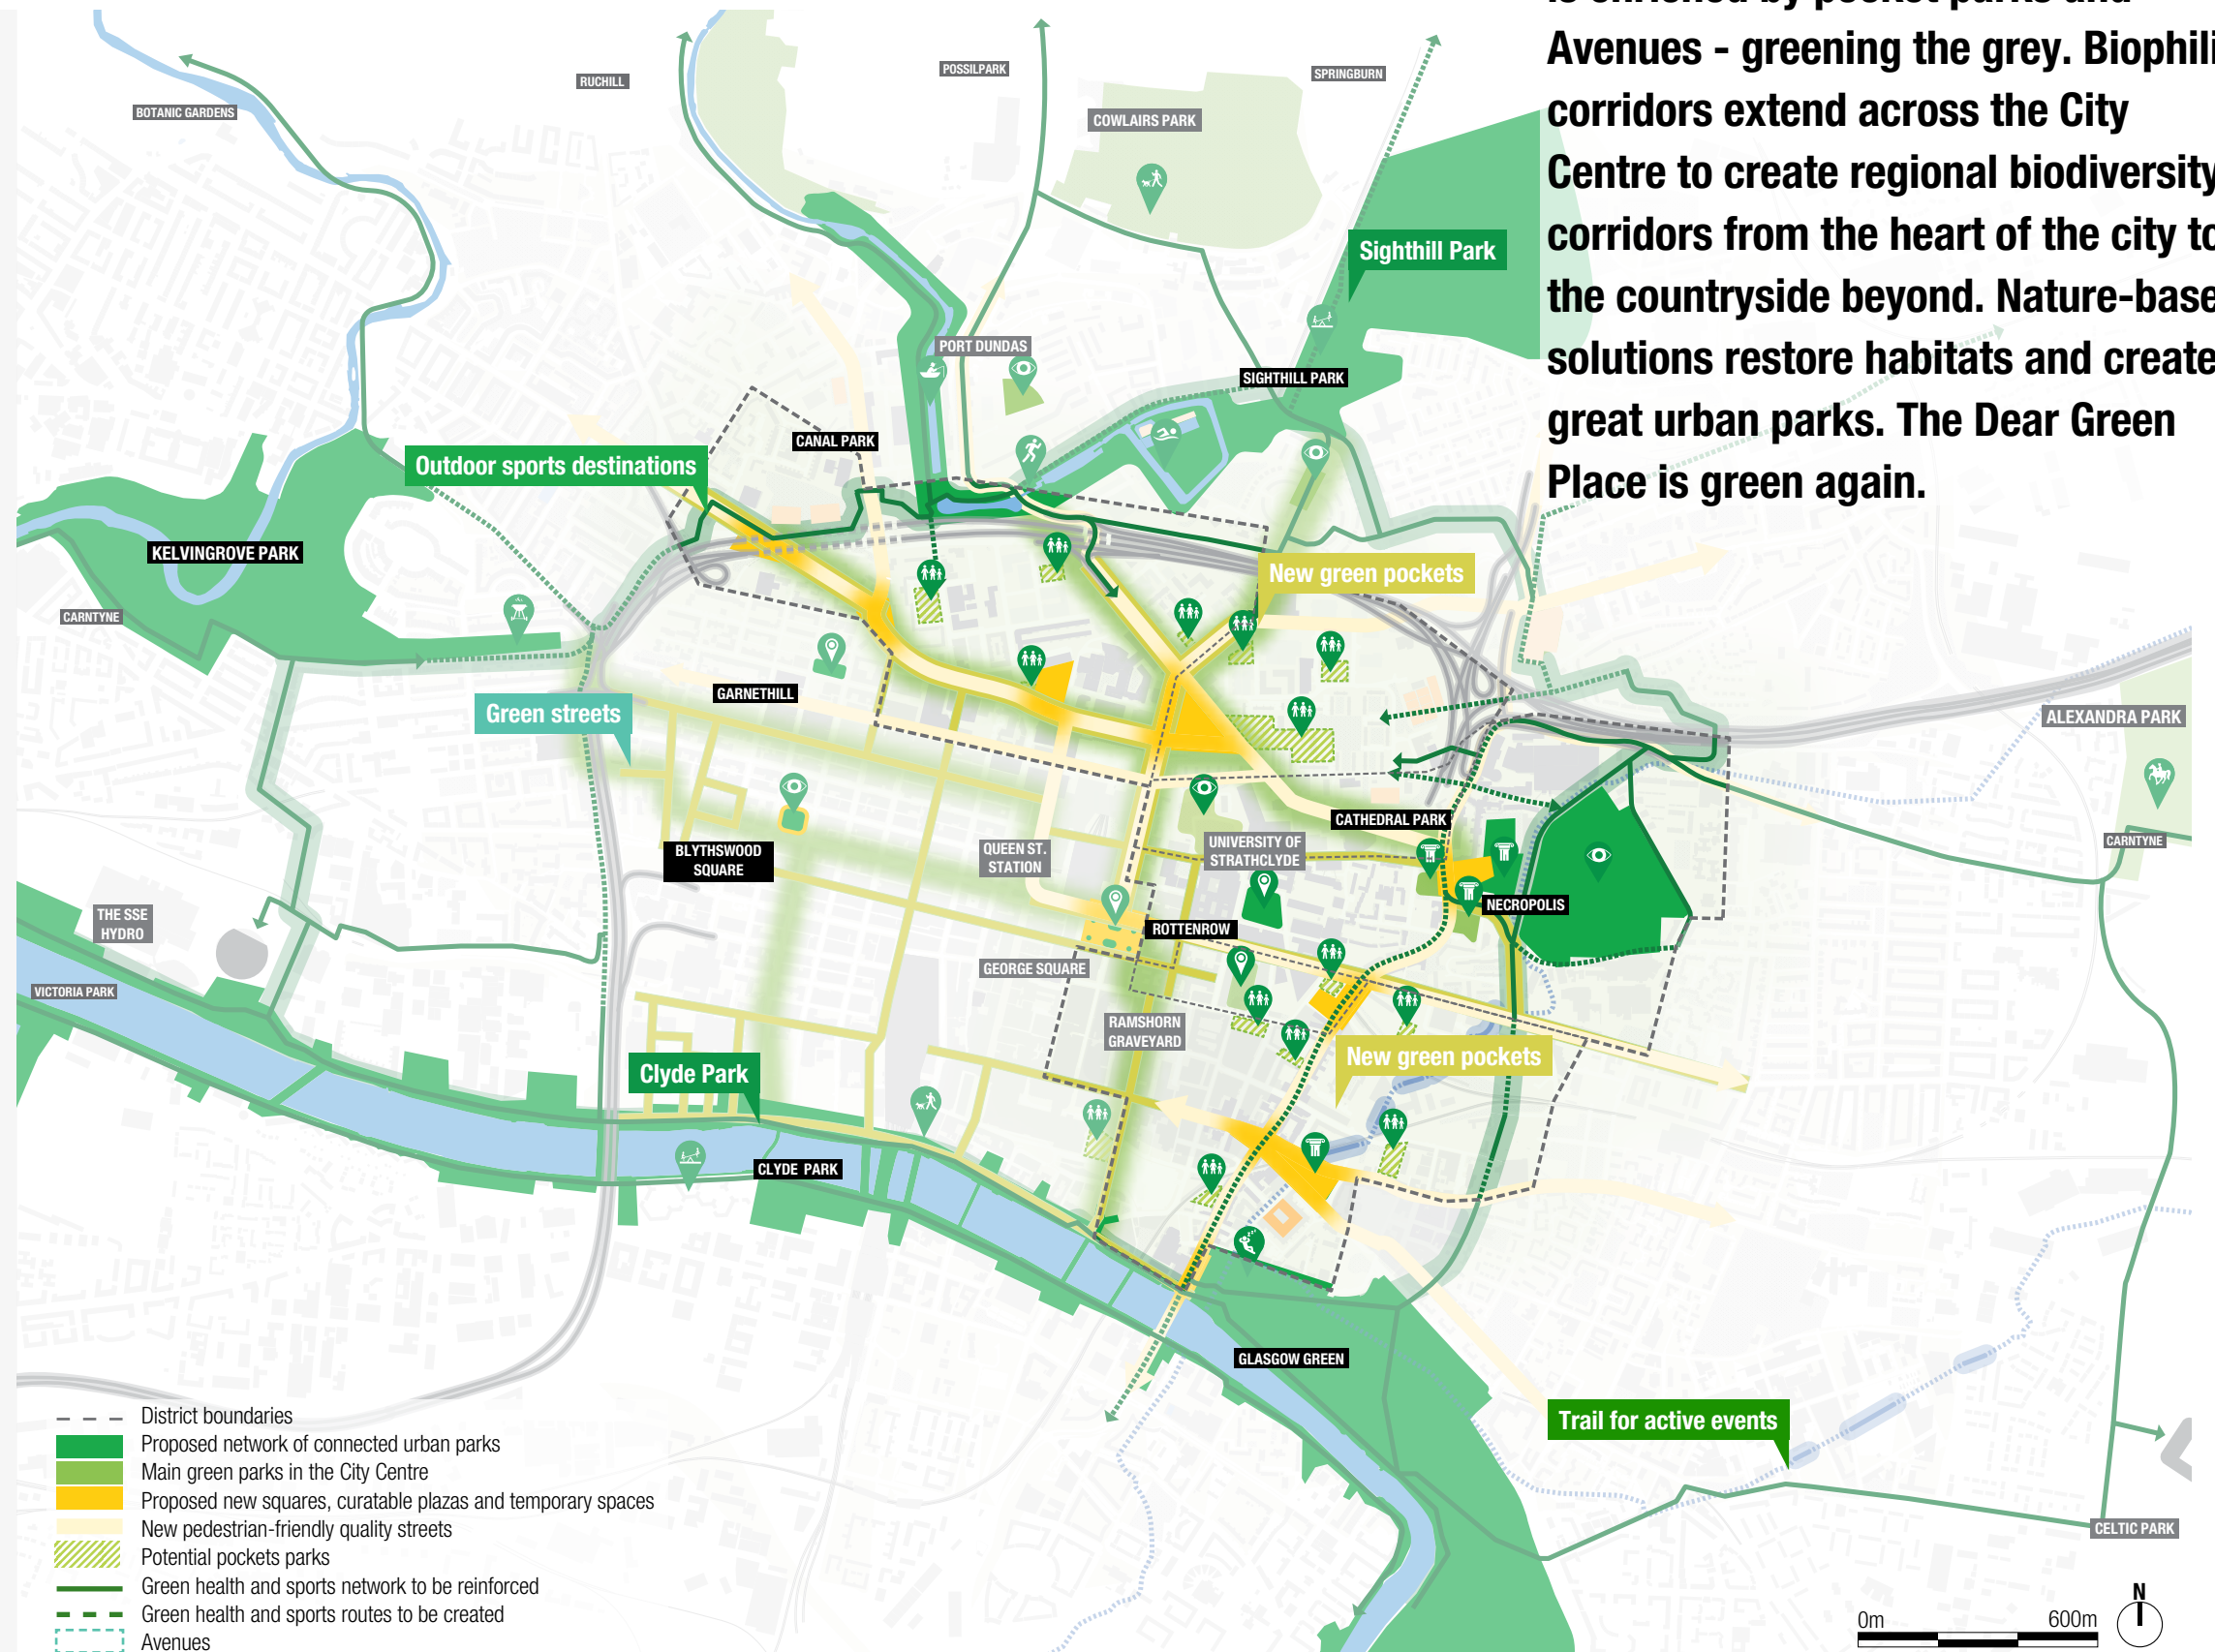 is enriched by pocket parks and
Avenues - greening the grey. Biophili
corridors extend across the City
Centre to create regional biodiversity
corridors from the heart of the city to
the countryside beyond. Nature-base
solutions restore habitats and create
great urban parks. The Dear Green
Place is green again.
RUCHILL
POSSILPARK
SPRINGBURN
BOTANIC GARDENS
COWLAIRS PARK
Sighthill Park
PORT DUNDAS
SIGHTHILL PARK
CANAL PARK
Outdoor sports destinations
KELVINGROVE PARK
New green pockets
CARNTYNE
GARNETHILL
Green streets
ALEXANDRA PARK
CATHEDRAL PARK
CARNTYNE
BLYTHSWOOD
SQUARE
QUEEN ST.
STATION
UNIVERSITY OF
STRATHCLYDE
NECROPOLIS
THE SSE
HYDRO
ROTTENROW
GEORGE SQUARE
VICTORIA PARK
RAMSHORN
GRAVEYARD
New green pockets
Clyde Park
CLYDE PARK
GLASGOW GREEN
Trail for active events
CELTIC PARK
District boundaries
Proposed network of connected urban parks
Main green parks in the City Centre
Proposed new squares, curatable plazas and temporary spaces
New pedestrian-friendly quality streets
Potential pockets parks
Green health and sports network to be reinforced
Green health and sports routes to be created
Avenues
0m 600m
N